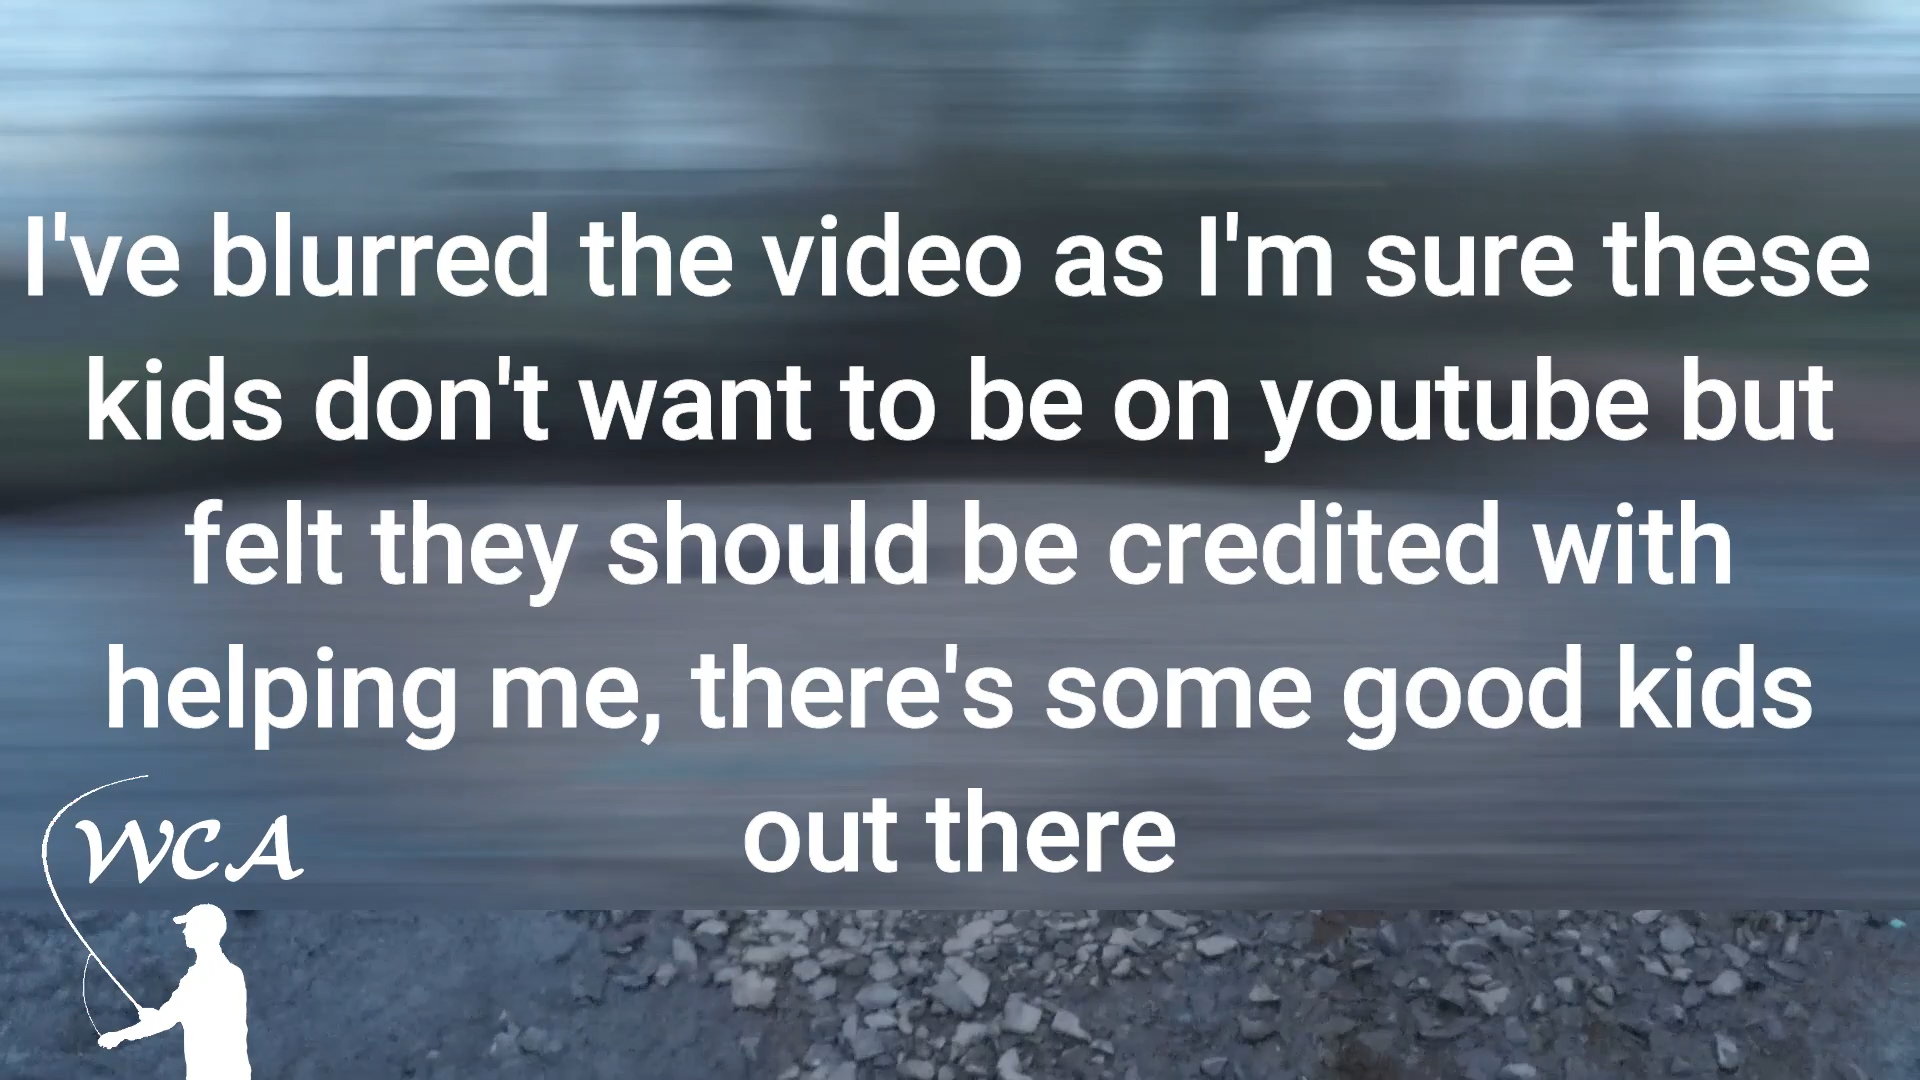 I've blurred the video as I'm sure these
kids don't want to be on youtube but
felt they should be credited with
helping me, there's some good kids
out there
WCA